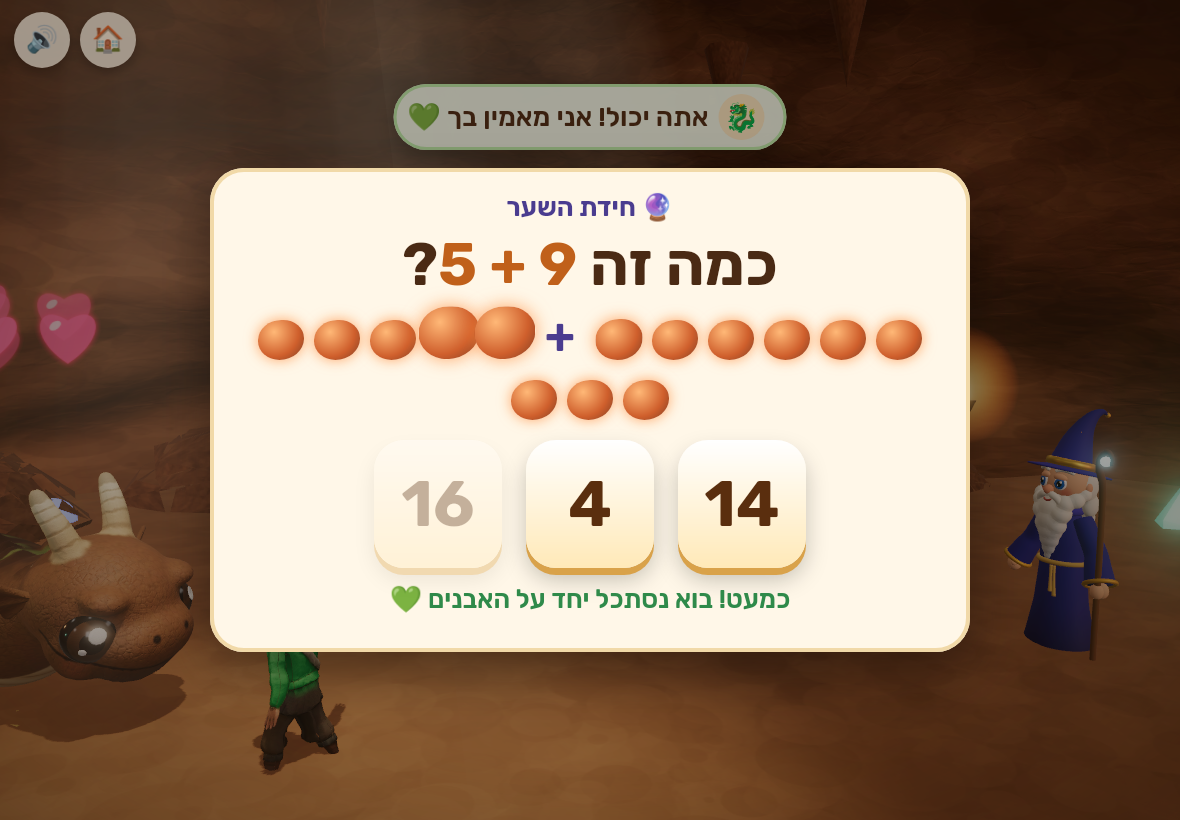 אתה יכול! אני מאמין בך
חידת השער
כמה זה 9 + 5?
+
14 4 16
כמעט! בוא נסתכל יחד על האבנים